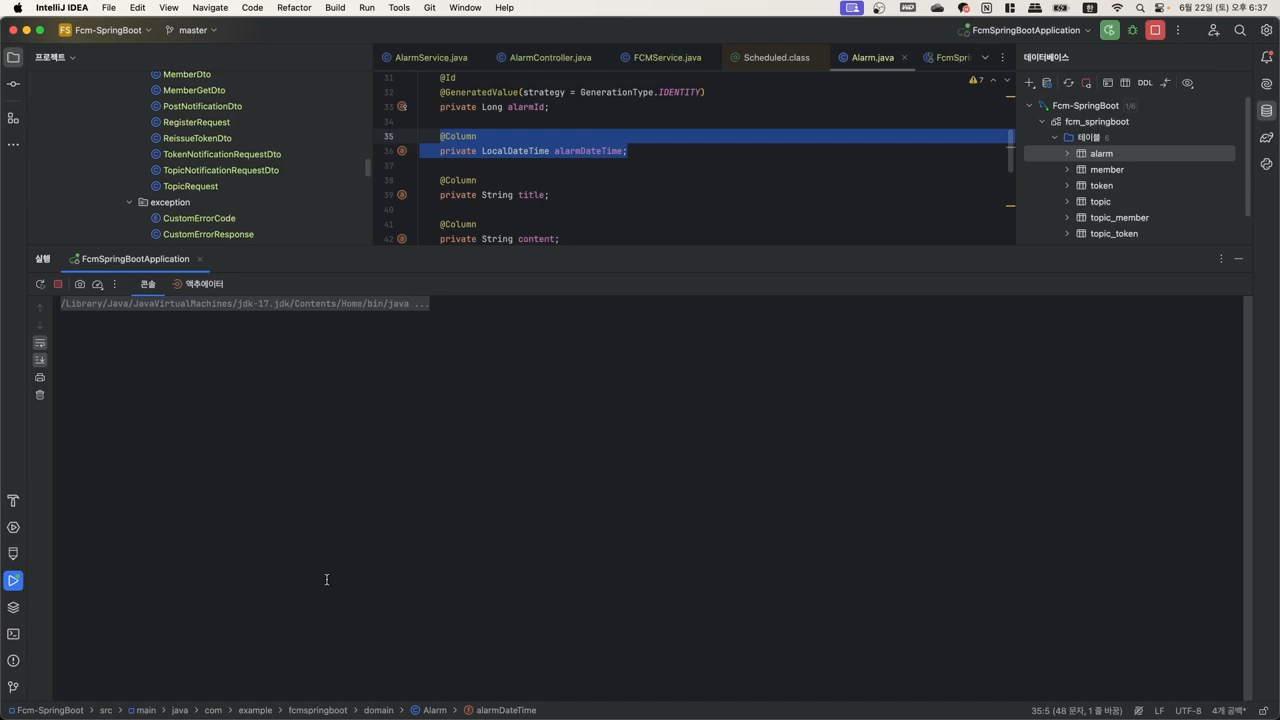 IntelliJ IDEA File Edit View Navigate Code Refactor Build Run Tools Git Window Help 한 6월 22일 (토) 오후 6:37
FS Fcm-SpringBoot master FcmSpringBootApplication
프로젝트 AlarmService.java AlarmController.java FCMService.java Scheduled.class Alarm.java FcmSpri 데이터베이스
MemberDto
MemberGetDto
PostNotificationDto
RegisterRequest
ReissueTokenDto
TokenNotificationRequestDto
TopicNotificationRequestDto
TopicRequest
exception
CustomErrorCode
CustomErrorResponse
31 @Id
32 @GeneratedValue(strategy = GenerationType.IDENTITY)
33 private Long alarmId;
34
35 @Column
36 private LocalDateTime alarmDateTime;
37
38 @Column
39 private String title;
40
41 @Column
42 private String content;
7
DDL
Fcm-SpringBoot 1/6
fcm_springboot
테이블 6
alarm
member
token
topic
topic_member
topic_token
실행 FcmSpringBootApplication
콘솔 액추에이터
/Library/Java/JavaVirtualMachines/jdk-17.jdk/Contents/Home/bin/java ...
Fcm-SpringBoot src main java com example fcmspringboot domain Alarm alarmDateTime 35:5 (48 문자, 1 줄 바꿈) LF UTF-8 4개 공백*